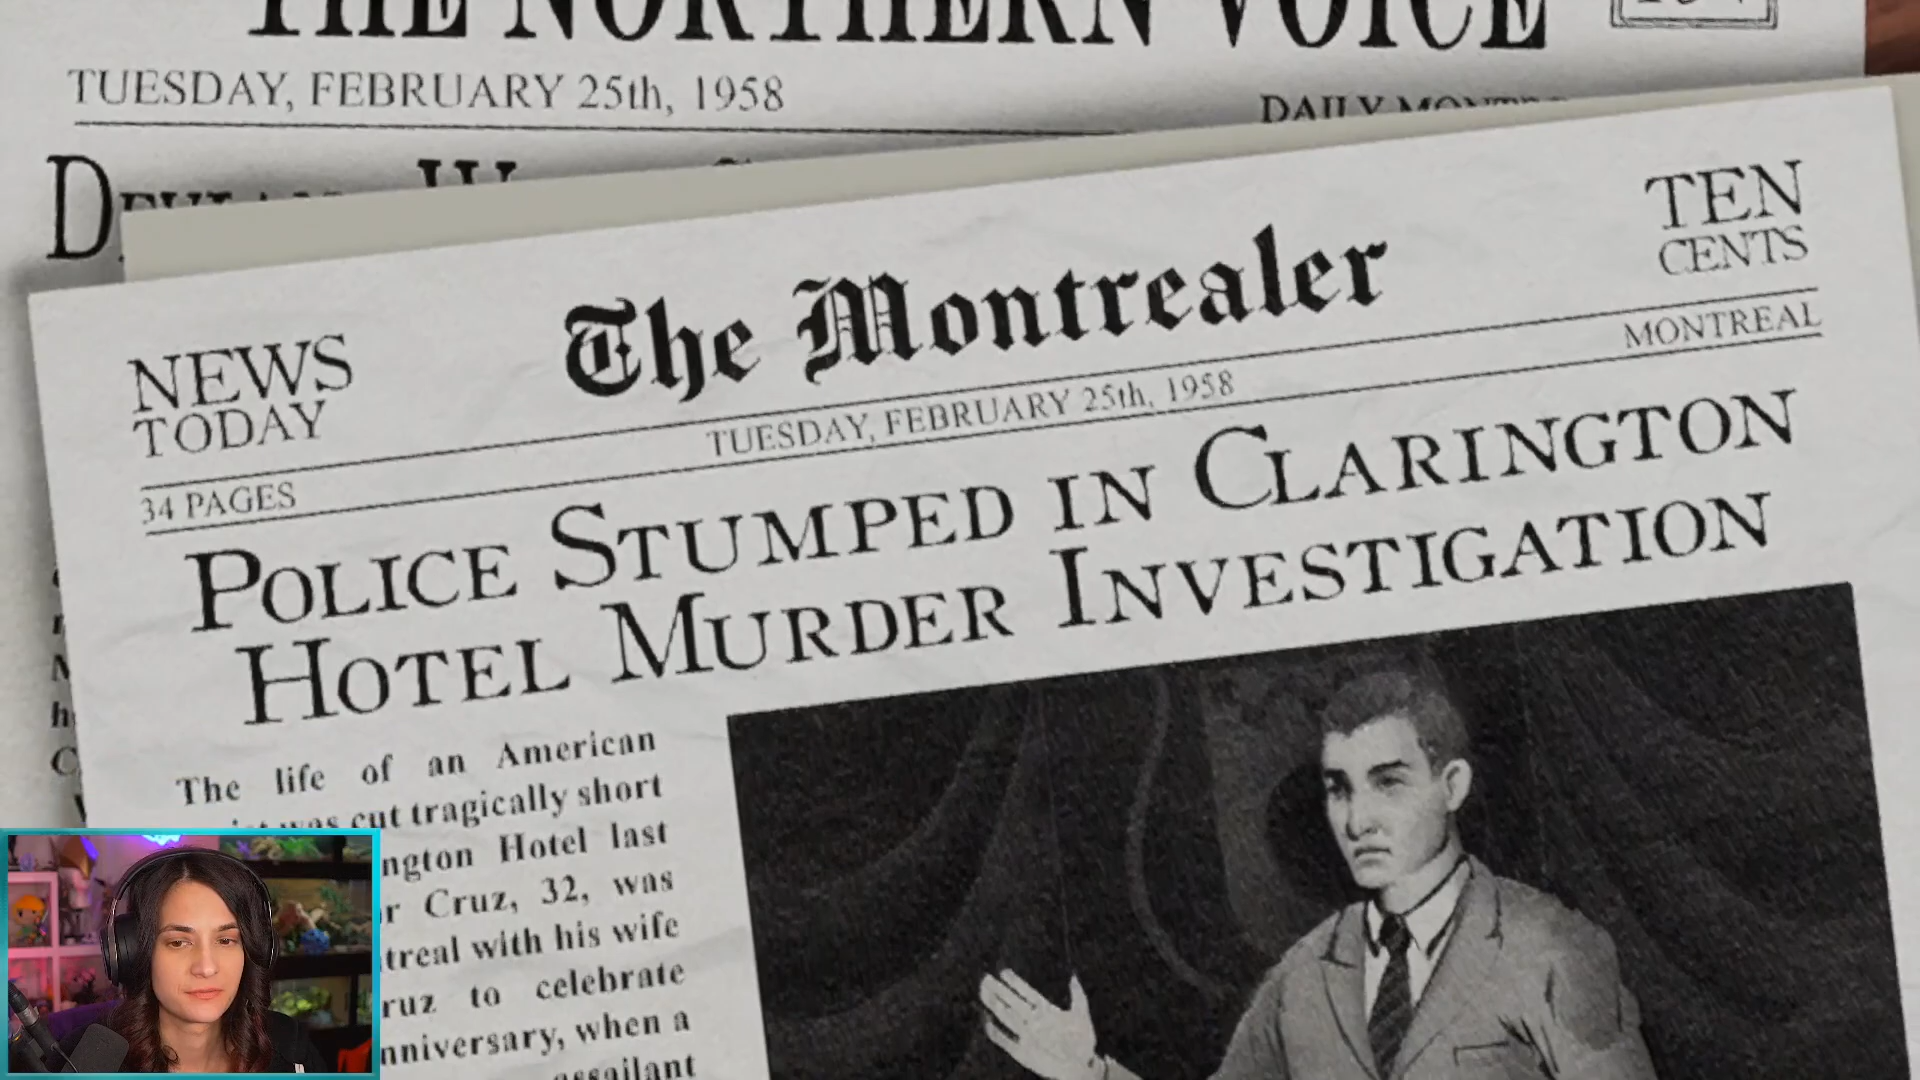 THE NORTHERN VOICE
TUESDAY, FEBRUARY 25th, 1958
DAILY
NEWS
TODAY
The Montrealer
TEN
CENTS
34 PAGES
TUESDAY, FEBRUARY 25th, 1958
MONTREAL
POLICE STUMPED IN CLARINGTON
HOTEL MURDER INVESTIGATION
The life of an American
was cut tragically short
ngton Hotel last
r Cruz, 32, was
treal with his wife
ruz to celebrate
nniversary, when a
assailant